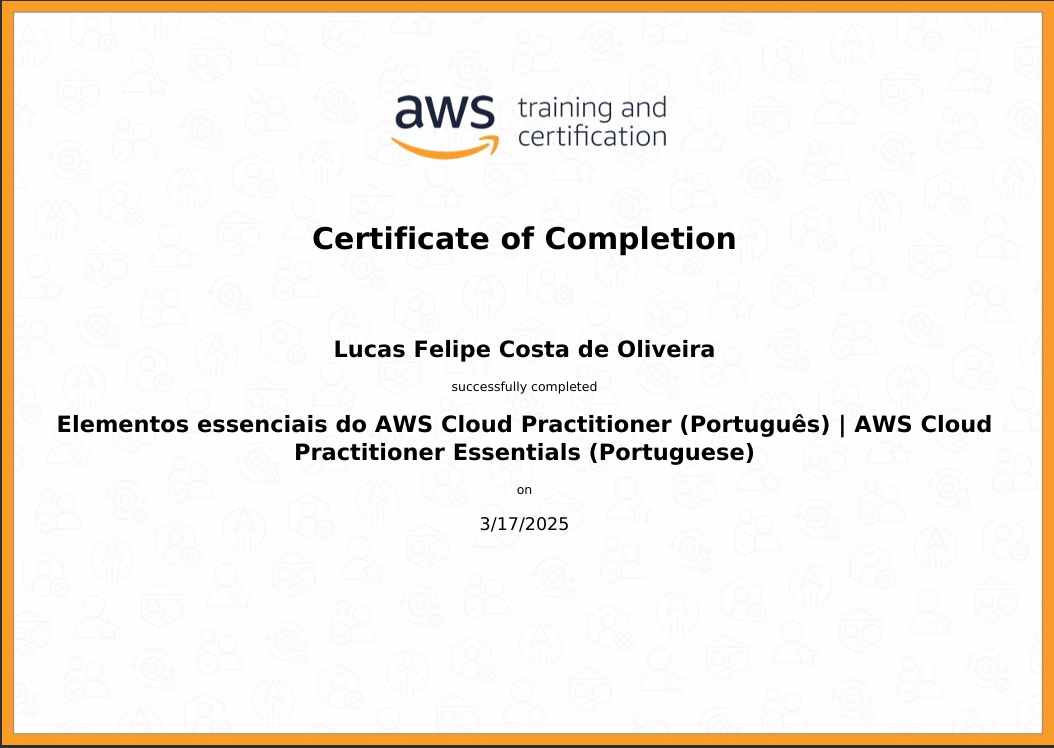 aws training and
certification
Certificate of Completion
Lucas Felipe Costa de Oliveira
successfully completed
Elementos essenciais do AWS Cloud Practitioner (Português) | AWS Cloud
Practitioner Essentials (Portuguese)
on
3/17/2025